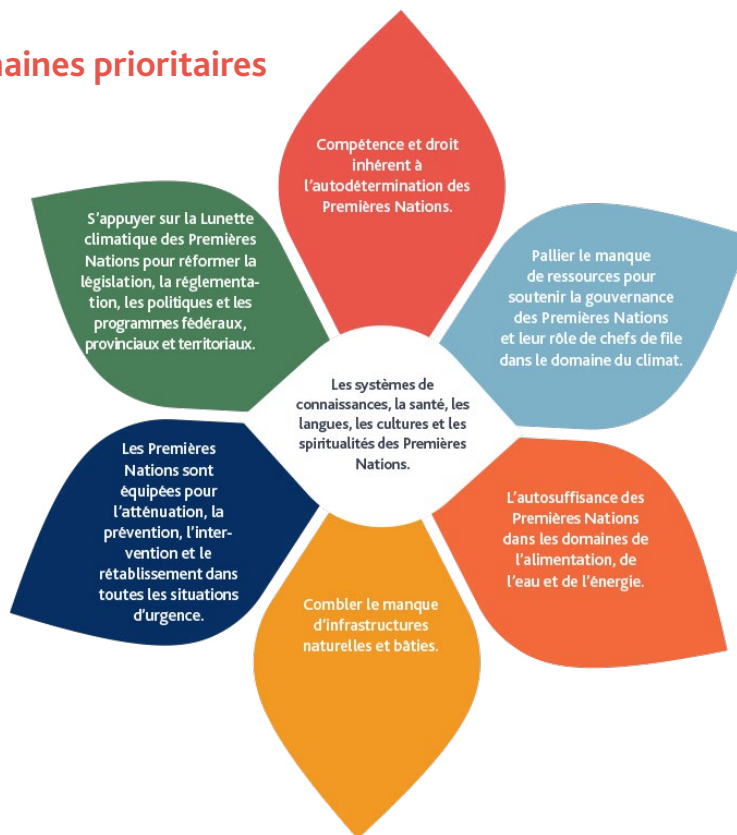 aines prioritaires
Compétence et droit
inhérent à
l'autodétermination des
Premières Nations.
Pallier le manque
de ressources pour
soutenir la gouvernance
des Premières Nations
et leur rôle de chefs de file
dans le domaine du climat.
L'autosuffisance des
Premières Nations
dans les domaines de
l'alimentation, de
l'eau et de l'énergie.
Combler le manque
d'infrastructures
naturelles et bâties.
Les Premières
Nations sont
équipées pour
l'atténuation, la
prévention, l'inter-
vention et le
rétablissement dans
toutes les situations
d'urgence.
S'appuyer sur la Lunette
climatique des Premières
Nations pour réformer la
législation, la réglementa-
tion, les politiques et les
programmes fédéraux,
provinciaux et territoriaux.
Les systèmes de
connaissances, la santé, les
langues, les cultures et les
spiritualités des Premières
Nations.